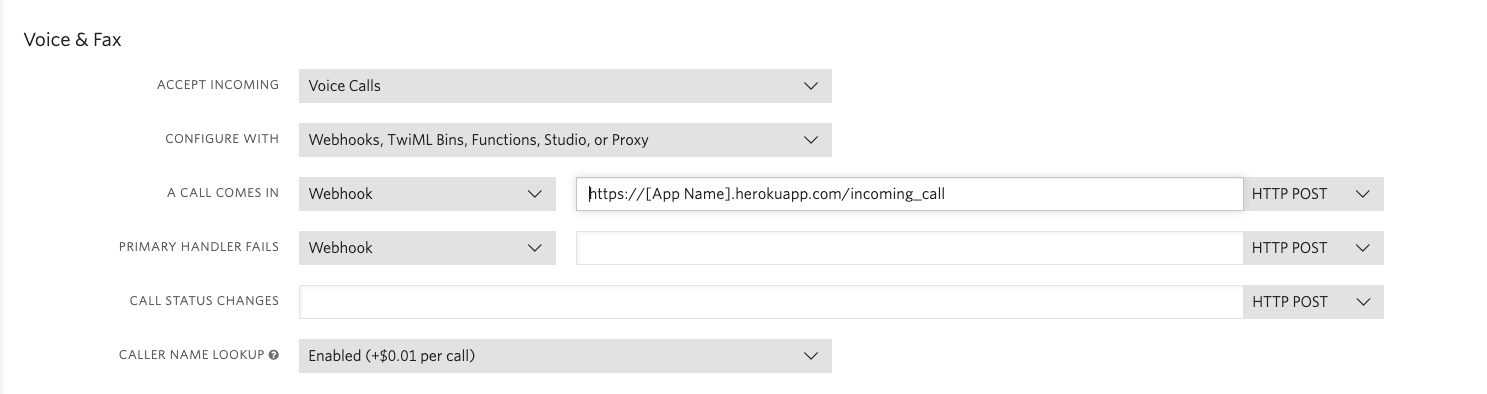 Voice & Fax
ACCEPT INCOMING Voice Calls
CONFIGURE WITH Webhooks, TwiML Bins, Functions, Studio, or Proxy
A CALL COMES IN Webhook https://[App Name].herokuapp.com/incoming_call HTTP POST
PRIMARY HANDLER FAILS Webhook HTTP POST
CALL STATUS CHANGES HTTP POST
CALLER NAME LOOKUP ? Enabled (+$0.01 per call)